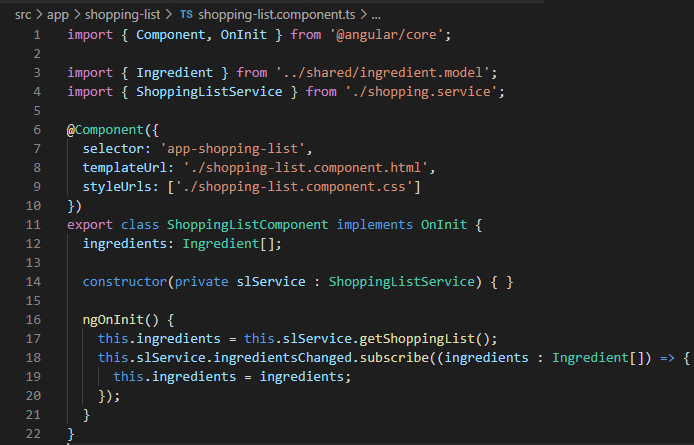 src > app > shopping-list > TS shopping-list.component.ts > ...
1 import { Component, OnInit } from '@angular/core';
2
3 import { Ingredient } from '../shared/ingredient.model';
4 import { ShoppingListService } from './shopping.service';
5
6 @Component({
7   selector: 'app-shopping-list',
8   templateUrl: './shopping-list.component.html',
9   styleUrls: ['./shopping-list.component.css']
10 })
11 export class ShoppingListComponent implements OnInit {
12   ingredients: Ingredient[];
13
14   constructor(private slService : ShoppingListService) { }
15
16   ngOnInit() {
17     this.ingredients = this.slService.getShoppingList();
18     this.slService.ingredientsChanged.subscribe((ingredients : Ingredient[]) => {
19       this.ingredients = ingredients;
20     });
21   }
22 }